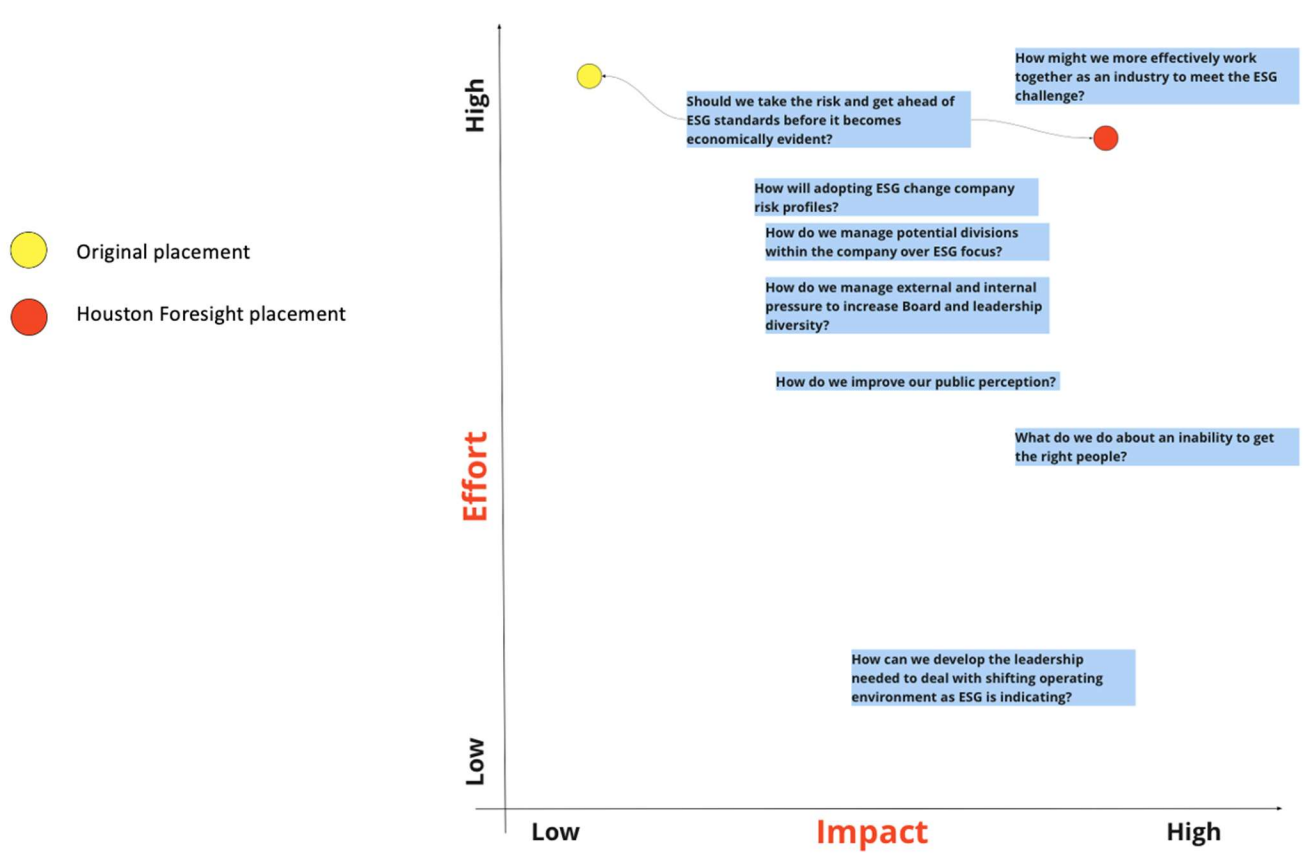 High
How might we more effectively work
together as an industry to meet the ESG
challenge?
Should we take the risk and get ahead of
ESG standards before it becomes
economically evident?
How will adopting ESG change company
risk profiles?
Original placement
How do we manage potential divisions
within the company over ESG focus?
Houston Foresight placement
How do we manage external and internal
pressure to increase Board and leadership
diversity?
How do we improve our public perception?
Effort
What do we do about an inability to get
the right people?
How can we develop the leadership
needed to deal with shifting operating
environment as ESG is indicating?
Low
Low
Impact
High